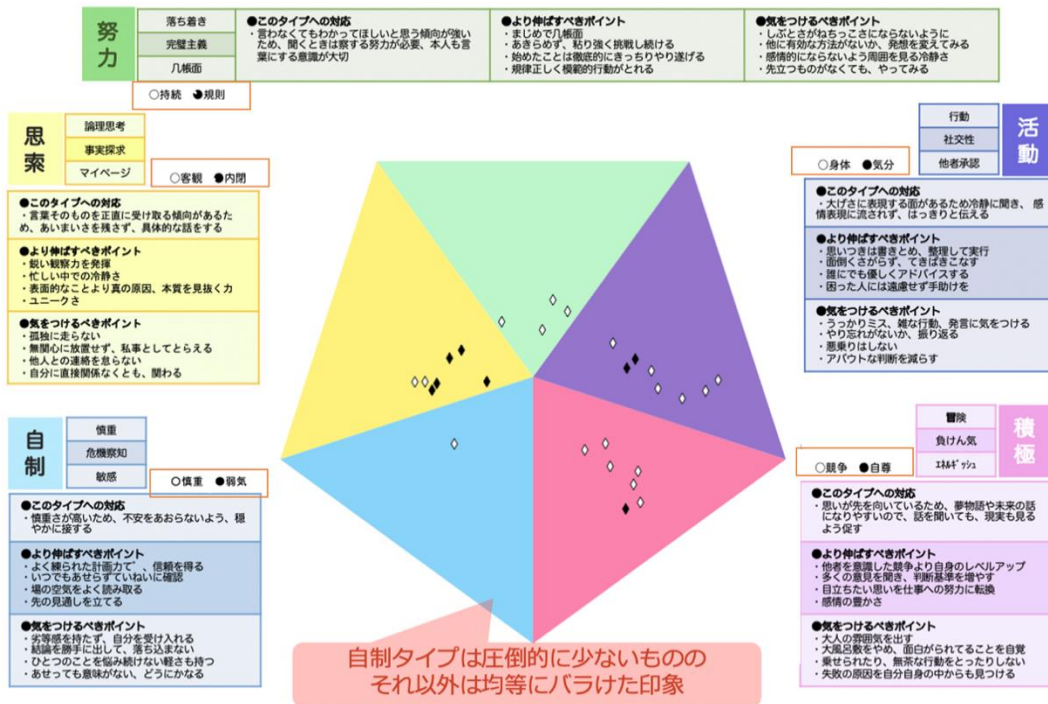 努力
落ち着き
完璧主義
几帳面
●このタイプへの対応
・言わなくてもわかってほしいと思う傾向が強い
ため、聞くときは察する努力が必要、本人も言
葉にする意識が大切
●より伸ばすべきポイント
・まじめで几帳面
・あきらめず、粘り強く挑戦し続ける
・始めたことは徹底的にきっちりやり遂げる
・規律正しく模範的行動がとれる
●気をつけるべきポイント
・しぶとさがねちっこさにならないように
・他に有効な方法がないか、発想を変えてみる
・感情的にならないよう周囲を見る冷静さ
・先立つものがなくても、やってみる
○持続 ●規則
思索
論理思考
事実探求
マイページ
○客観 ●内閉
●このタイプへの対応
・言葉そのものを正直に受け取る傾向があるた
め、あいまいさを残さず、具体的な話をする
●より伸ばすべきポイント
・鋭い観察力を発揮
・忙しい中での冷静さ
・表面的なことより真の原因、本質を見抜く力
・ユニークさ
●気をつけるべきポイント
・孤独に走らない
・無関心に放置せず、私事としてとらえる
・他人との連絡を怠らない
・自分に直接関係なくとも、関わる
活動
行動
社交性
他者承認
○身体 ●気分
●このタイプへの対応
・大げさに表現する面があるため冷静に聞き、感
情表現に流されず、はっきりと伝える
●より伸ばすべきポイント
・思いつきは書きとめ、整理して実行
・面倒くさがらず、てきぱきこなす
・誰にでも優しくアドバイスする
・困った人には遠慮せず手助けを
●気をつけるべきポイント
・うっかりミス、雑な行動、発言に気をつける
・やり忘れがないか、振り返る
・悪乗りはしない
・アバウトな判断を減らす
自制
慎重
危機察知
敏感
○慎重 ●弱気
●このタイプへの対応
・慎重さが高いため、不安をあおらないよう、穏
やかに接する
●より伸ばすべきポイント
・よく練られた計画力で、信頼を得る
・いつでもあせらずていねいに確認
・場の空気をよく読み取る
・先の見通しを立てる
●気をつけるべきポイント
・劣等感を持たず、自分を受け入れる
・結論を勝手に出して、落ち込まない
・ひとつのことを悩み続けない軽さも持つ
・あせっても意味がない、どうにかなる
積極
冒険
負けん気
ｴﾈﾙｷﾞｯｼｭ
○競争 ●自尊
●このタイプへの対応
・思いが先を向いているため、夢物語や未来の話
になりやすいので、話を聞いても、現実も見る
よう促す
●より伸ばすべきポイント
・他者を意識した競争より自身のレベルアップ
・多くの意見を聞き、判断基準を増やす
・目立ちたい思いを仕事への努力に転換
・感情の豊かさ
●気をつけるべきポイント
・大人の雰囲気を出す
・大風呂敷をやめ、面白がられてることを自覚
・乗せられたり、無茶な行動をとったりしない
・失敗の原因を自分自身の中からも見つける
自制タイプは圧倒的に少ないものの
それ以外は均等にバラけた印象